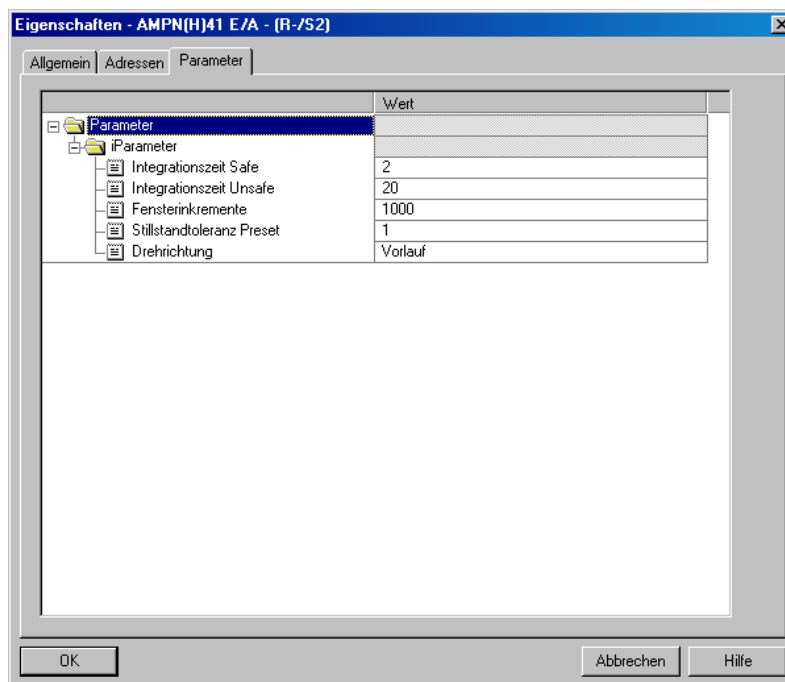 Eigenschaften - AMPN(H)41 E/A - (R-/S2)
Allgemein Adressen Parameter
Wert
Parameter
iParameter
Integrationszeit Safe 2
Integrationszeit Unsafe 20
Fensterinkremente 1000
Stillstandtoleranz Preset 1
Drehrichtung Vorlauf
OK Abbrechen Hilfe